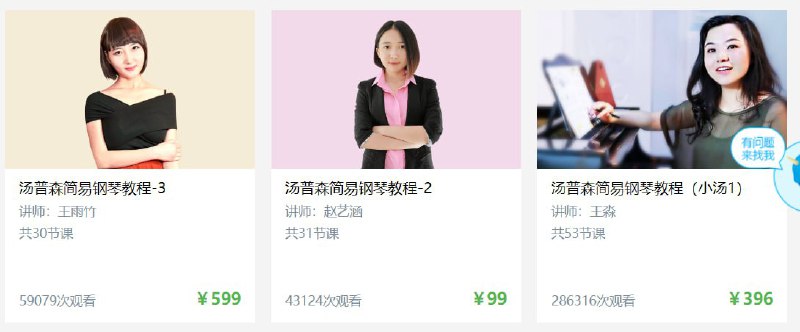 有问题
来找我
汤普森简易钢琴教程-3
讲师：王雨竹
共30节课
59079次观看
￥599
汤普森简易钢琴教程-2
讲师：赵艺涵
共31节课
43124次观看
￥99
汤普森简易钢琴教程（小汤1）
讲师：王淼
共53节课
286316次观看
￥396